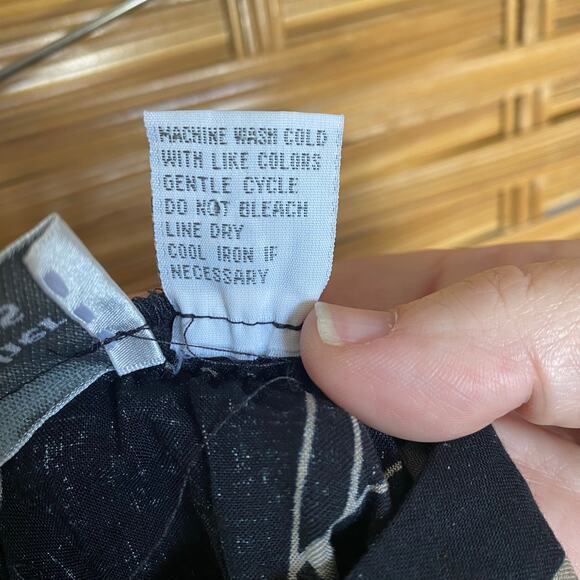 MACHINE WASH COLD
WITH LIKE COLORS
GENTLE CYCLE
DO NOT BLEACH
LINE DRY
COOL IRON IF
NECESSARY